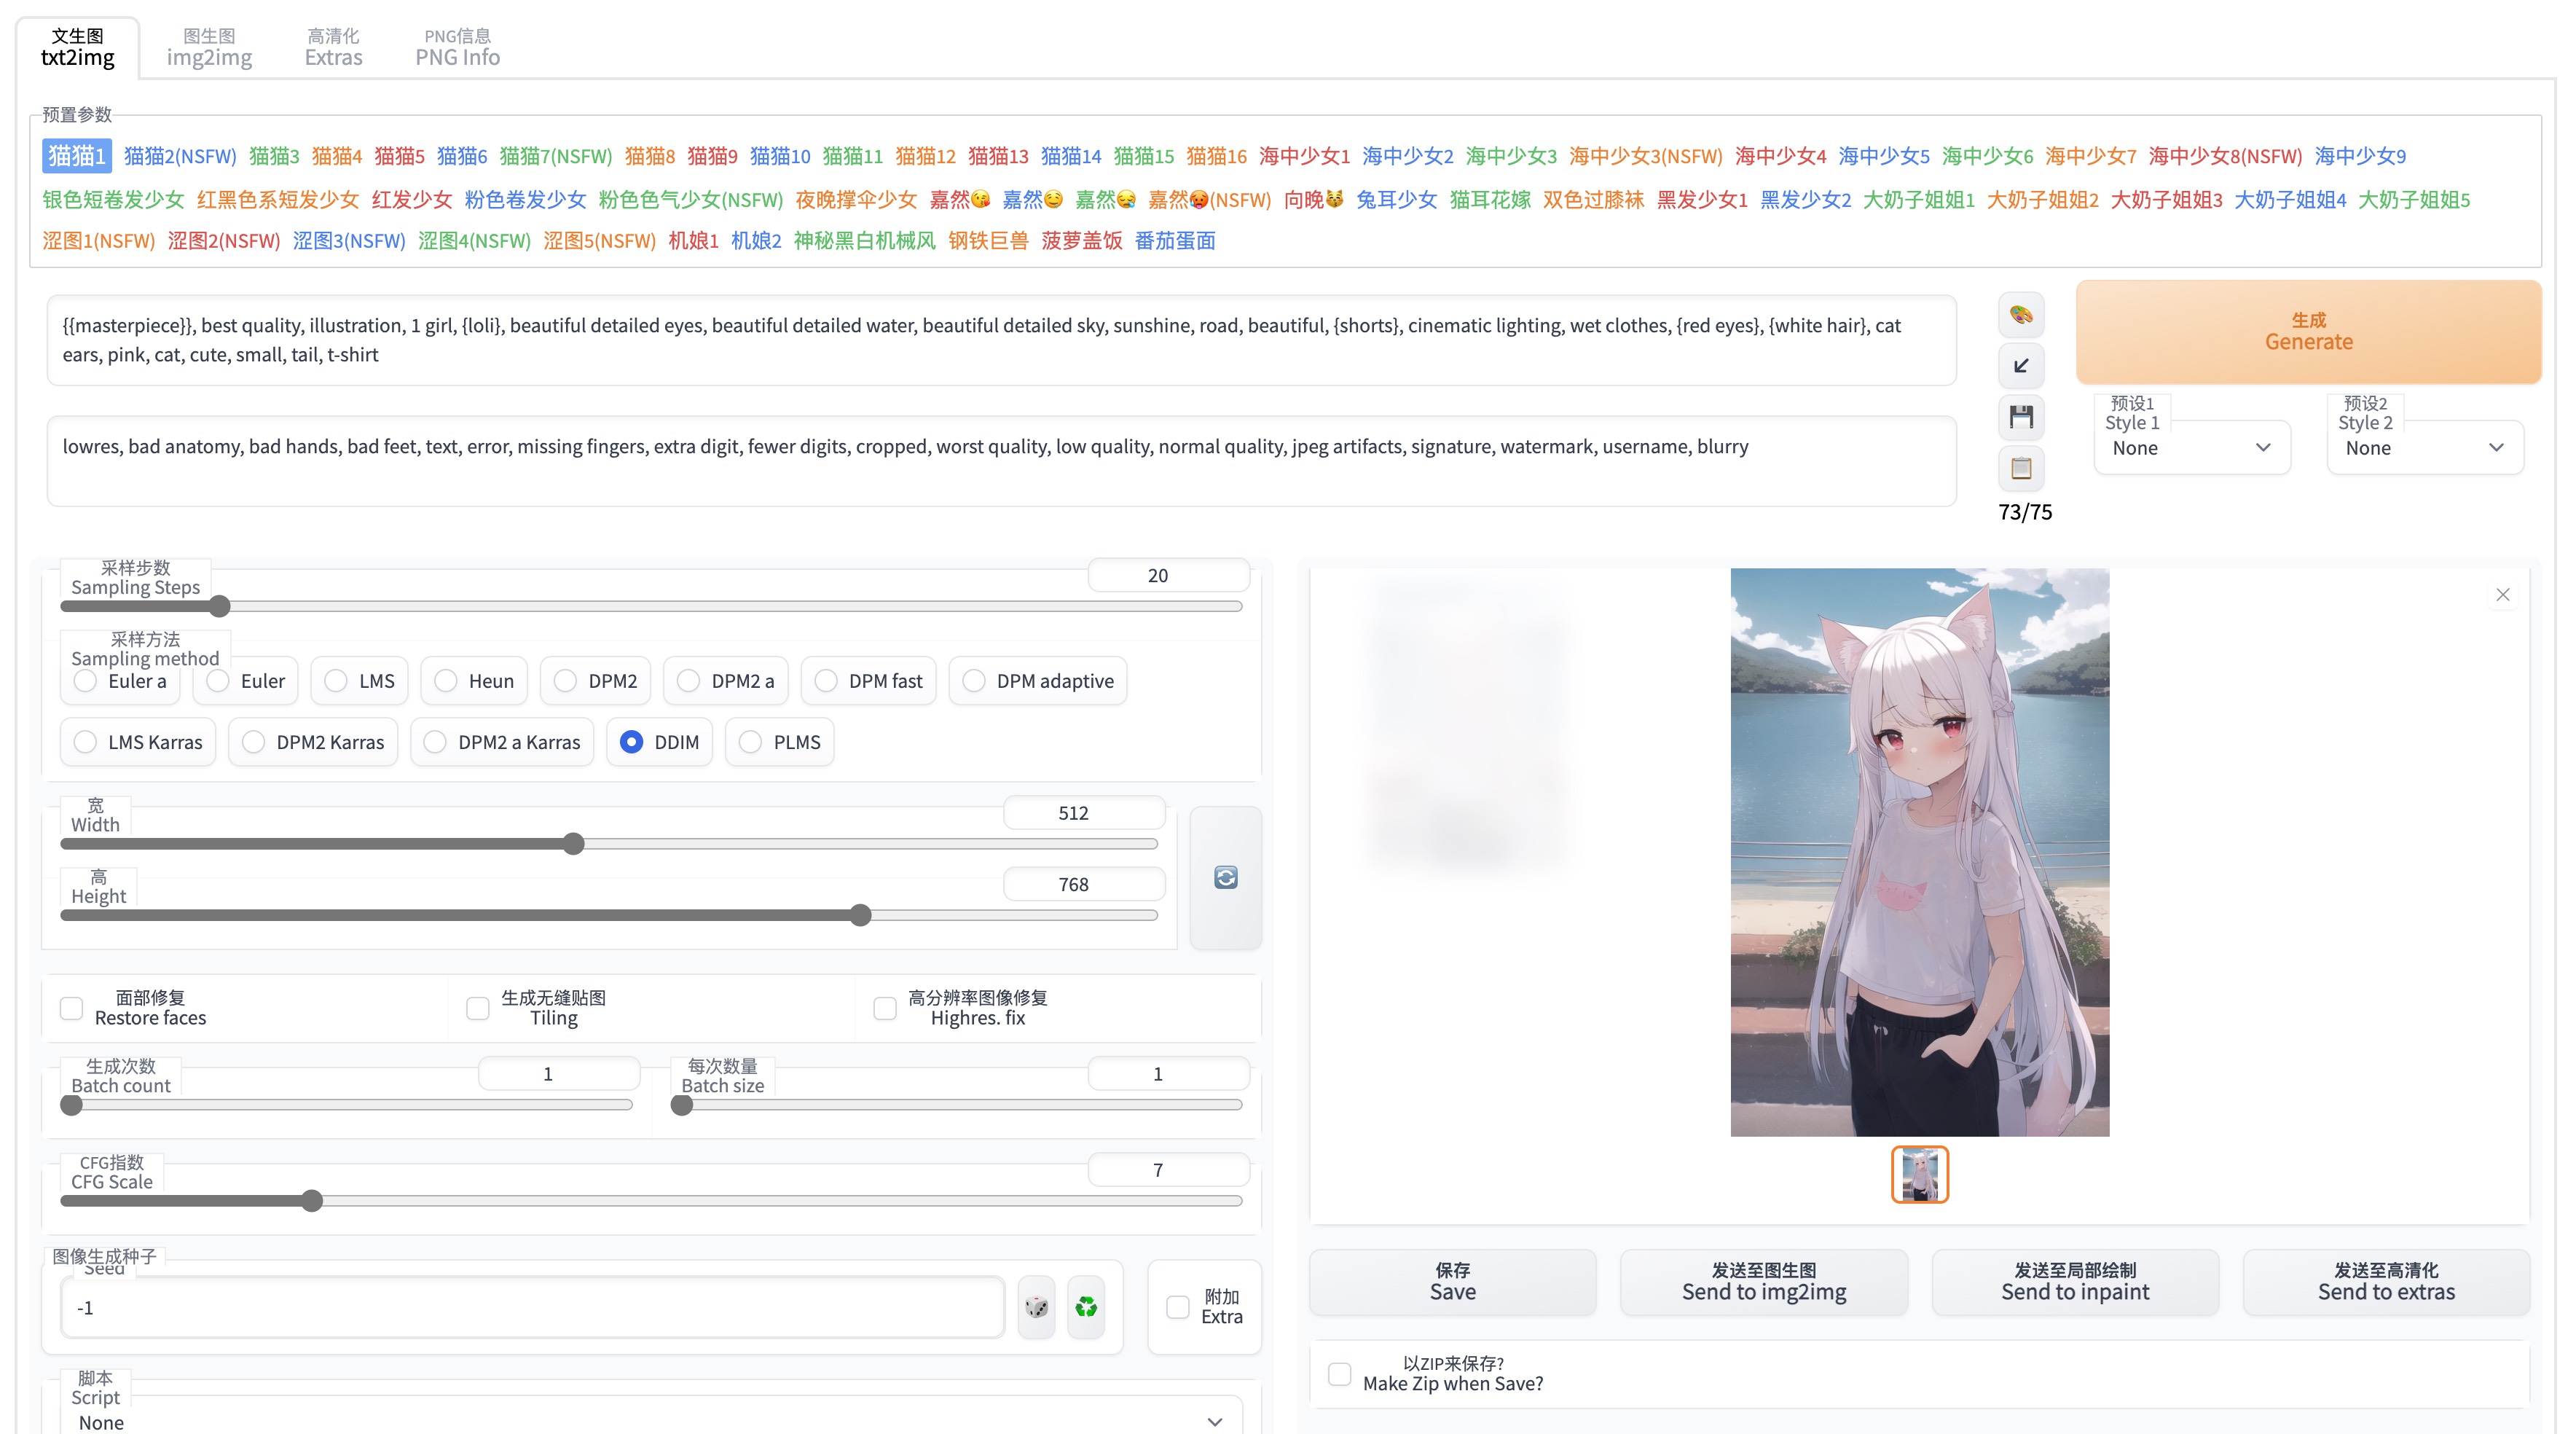 文生图 图生图 高清化 PNG信息
txt2img img2img Extras PNG Info
预置参数
猫猫1 猫猫2(NSFW) 猫猫3 猫猫4 猫猫5 猫猫6 猫猫7(NSFW) 猫猫8 猫猫9 猫猫10 猫猫11 猫猫12 猫猫13 猫猫14 猫猫15 猫猫16 海中少女1 海中少女2 海中少女3 海中少女3(NSFW) 海中少女4 海中少女5 海中少女6 海中少女7 海中少女8(NSFW) 海中少女9
银色短卷发少女 红黑色系短发少女 红发少女 粉色卷发少女 粉色色气少女(NSFW) 夜晚撑伞少女 嘉然😘 嘉然😋 嘉然😪 嘉然🥵(NSFW) 向晚😽 兔耳少女 猫耳花嫁 双色过膝袜 黑发少女1 黑发少女2 大奶子姐姐1 大奶子姐姐2 大奶子姐姐3 大奶子姐姐4 大奶子姐姐5
涩图1(NSFW) 涩图2(NSFW) 涩图3(NSFW) 涩图4(NSFW) 涩图5(NSFW) 机娘1 机娘2 神秘黑白机械风 钢铁巨兽 菠萝盖饭 番茄蛋面
{{masterpiece}}, best quality, illustration, 1 girl, {loli}, beautiful detailed eyes, beautiful detailed water, beautiful detailed sky, sunshine, road, beautiful, {shorts}, cinematic lighting, wet clothes, {red eyes}, {white hair}, cat
ears, pink, cat, cute, small, tail, t-shirt
生成
Generate
lowres, bad anatomy, bad hands, bad feet, text, error, missing fingers, extra digit, fewer digits, cropped, worst quality, low quality, normal quality, jpeg artifacts, signature, watermark, username, blurry
73/75
预设1
Style 1
None
预设2
Style 2
None
采样步数
Sampling Steps
20
采样方法
Sampling method
Euler a Euler LMS Heun DPM2 DPM2 a DPM fast DPM adaptive
LMS Karras DPM2 Karras DPM2 a Karras DDIM PLMS
宽
Width
512
高
Height
768
面部修复
Restore faces
生成无缝贴图
Tiling
高分辨率图像修复
Highres. fix
生成次数
Batch count
1
每次数量
Batch size
1
CFG指数
CFG Scale
7
图像生成种子
Seed
-1
附加
Extra
脚本
Script
None
保存
Save
发送至图生图
Send to img2img
发送至局部绘制
Send to inpaint
发送至高清化
Send to extras
以ZIP来保存?
Make Zip when Save?